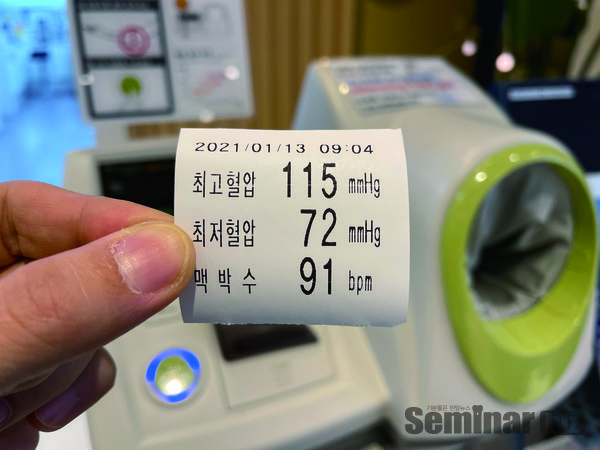 2021/01/13 09:04
최고혈압 115 mmHg
최저혈압 72 mmHg
맥박수 91 bpm
Seminar